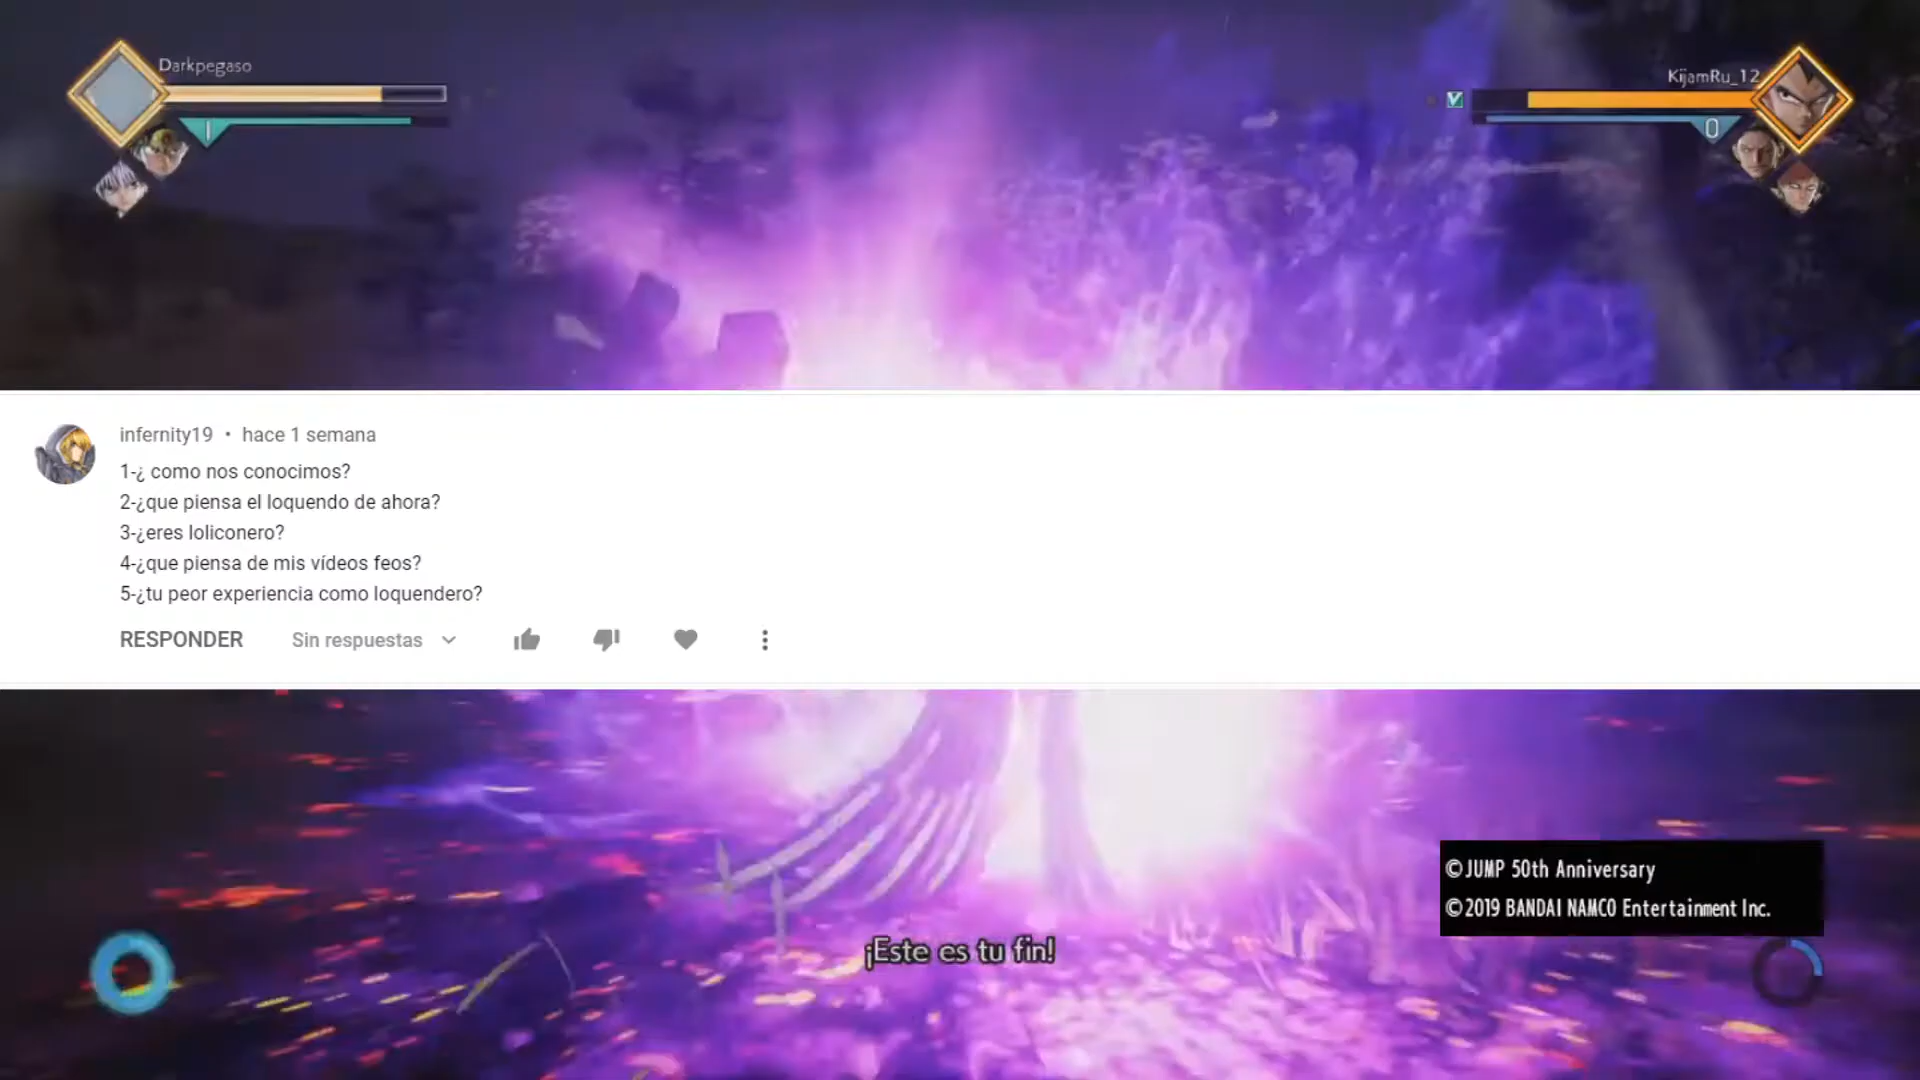 Darkpegaso
KijamRu_12
1
0
infernity19 • hace 1 semana
1-¿ como nos conocimos?
2-¿que piensa el loquendo de ahora?
3-¿eres loliconero?
4-¿que piensa de mis vídeos feos?
5-¿tu peor experiencia como loquendero?
RESPONDER Sin respuestas
©JUMP 50th Anniversary
©2019 BANDAI NAMCO Entertainment Inc.
¡Este es tu fin!